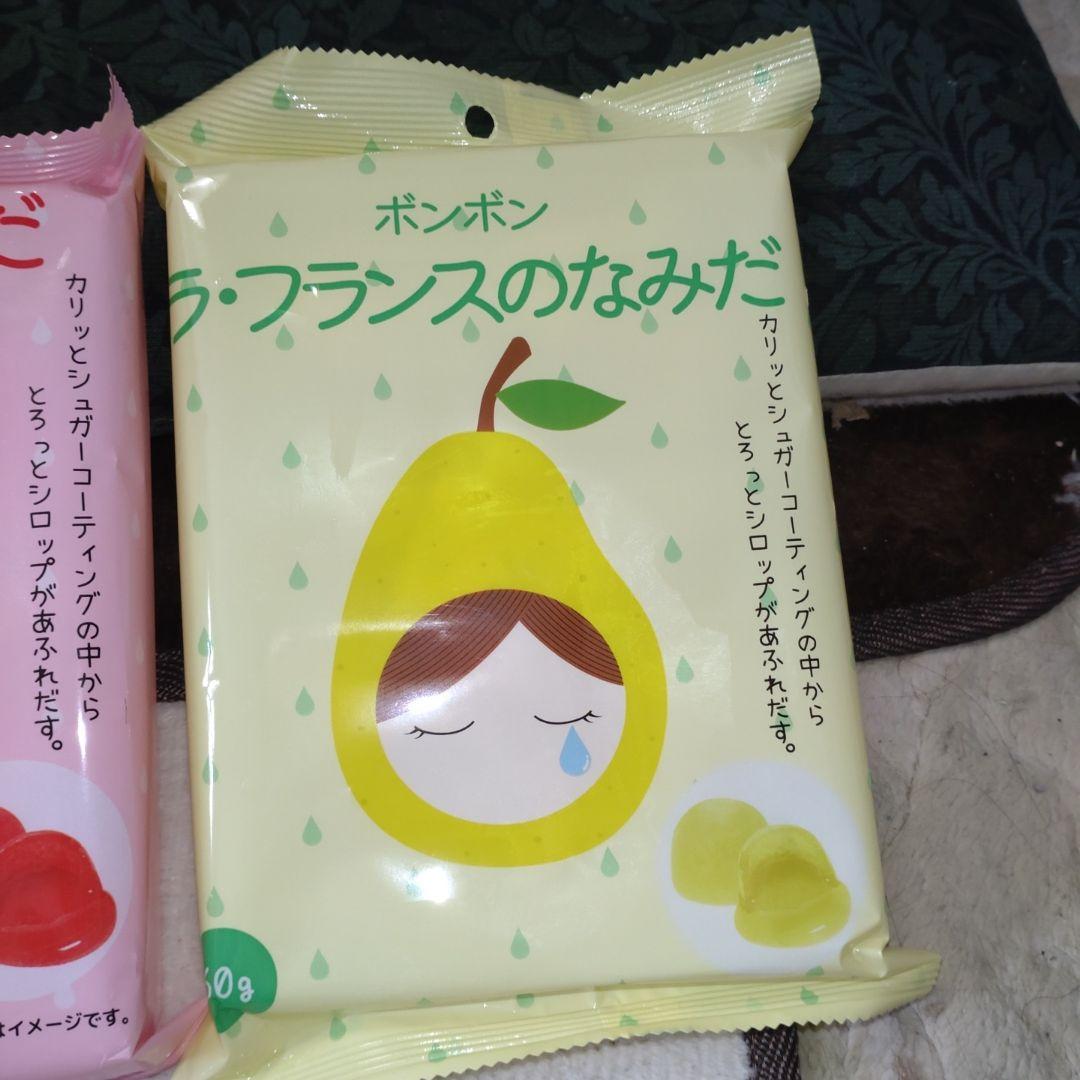 だ
カリッとシュガーコーティングの中から
とろっとシロップがあふれだす。
はイメージです。
ボンボン
ラ・フランスのなみだ
カリッとシュガーコーティングの中から
とろっとシロップがあふれだす。
60g